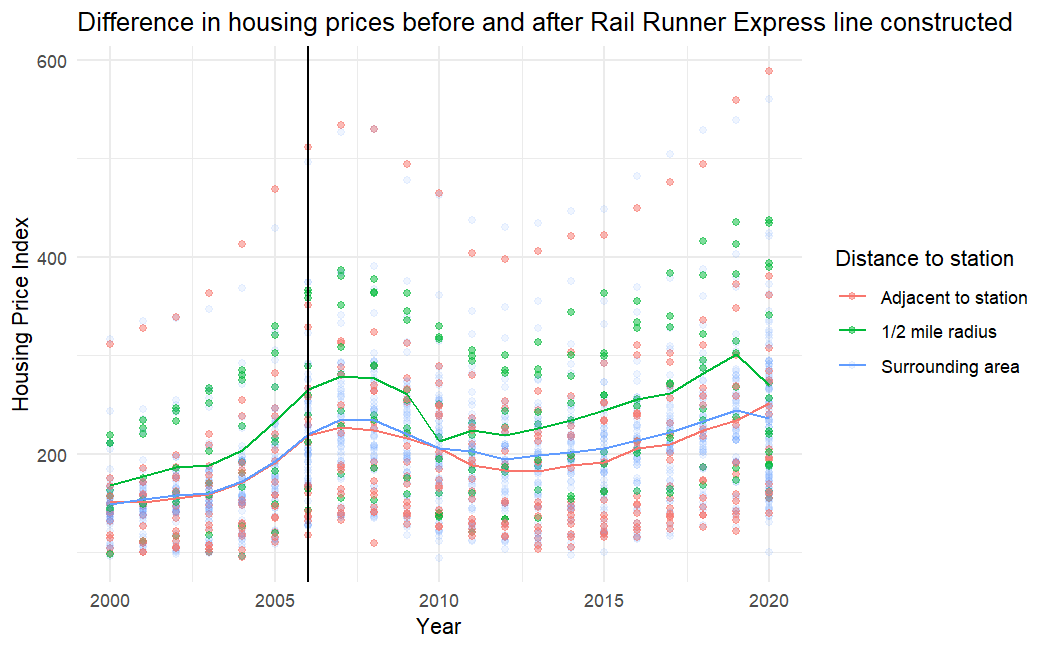 Difference in housing prices before and after Rail Runner Express line constructed
600
400
200
Housing Price Index
2000
2005
2010
2015
2020
Year
Distance to station
Adjacent to station
1/2 mile radius
Surrounding area